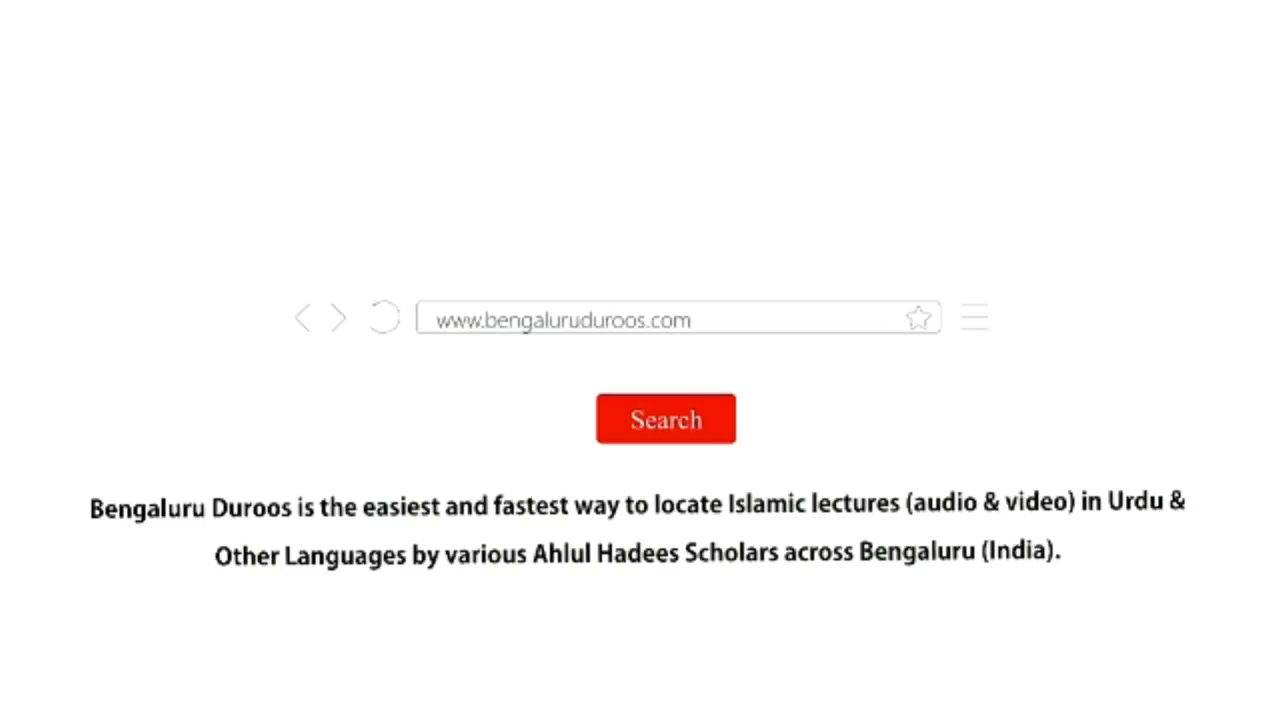 www.bengaluruduroos.com
Search
Bengaluru Duroos is the easiest and fastest way to locate Islamic lectures (audio & video) in Urdu &
Other Languages by various Ahlul Hadees Scholars across Bengaluru (India).